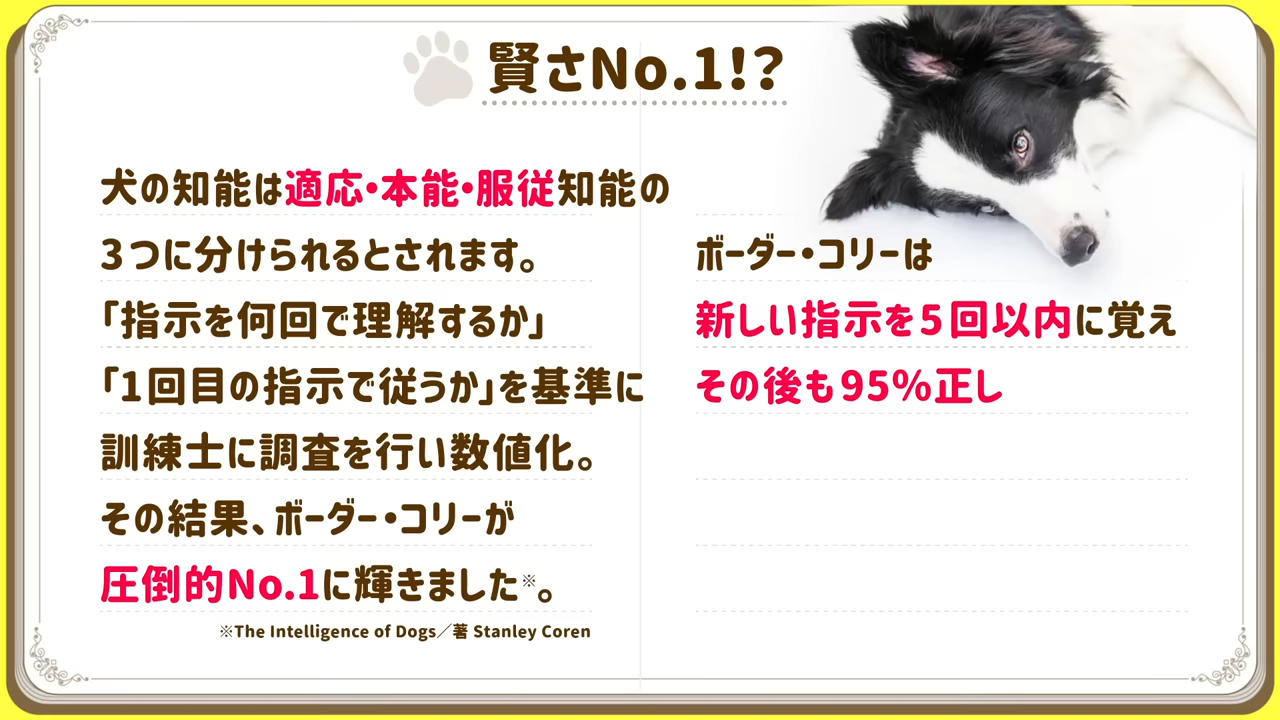 賢さNo.1!?
犬の知能は適応・本能・服従知能の
3つに分けられるとされます。
「指示を何回で理解するか」
「1回目の指示で従うか」を基準に
訓練士に調査を行い数値化。
その結果、ボーダー・コリーが
圧倒的No.1に輝きました※。
※The Intelligence of Dogs／著 Stanley Coren
ボーダー・コリーは
新しい指示を5回以内に覚え
その後も95%正し